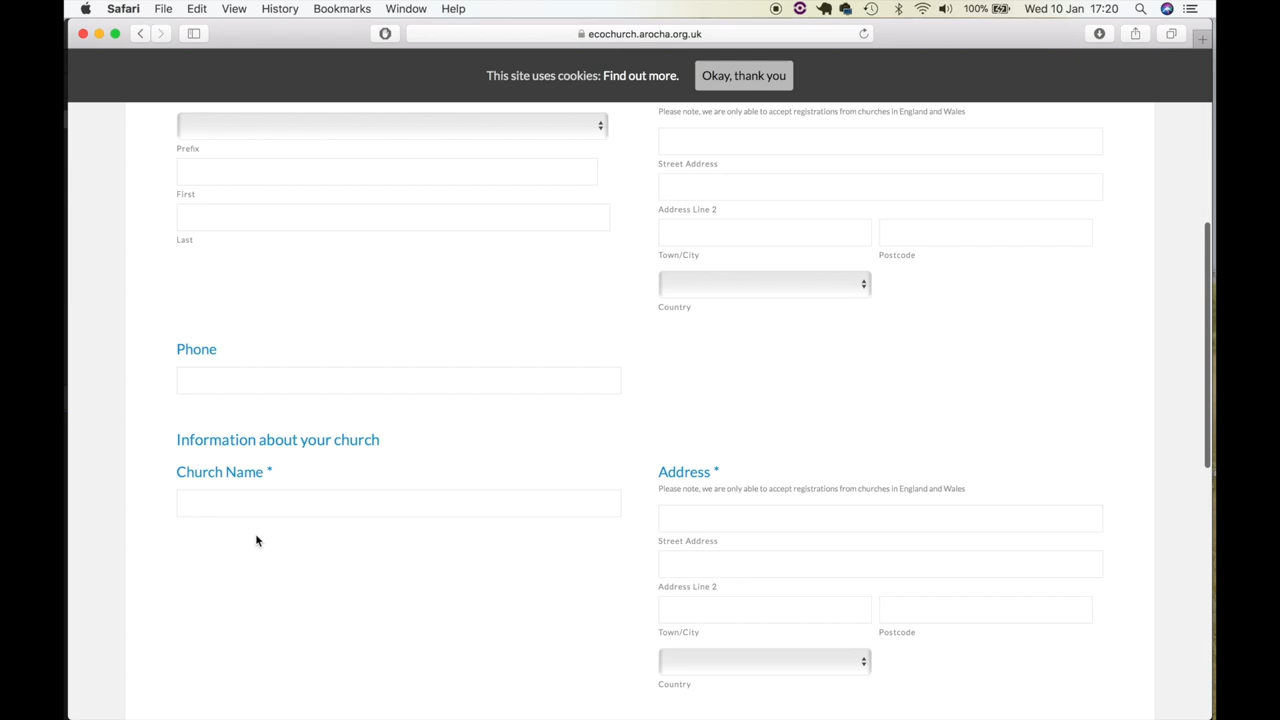 Safari File Edit View History Bookmarks Window Help 100% Wed 10 Jan 17:20
ecochurch.arocha.org.uk
This site uses cookies: Find out more. Okay, thank you
Please note, we are only able to accept registrations from churches in England and Wales
Prefix
Street Address
First
Address Line 2
Last
Town/City Postcode
Country
Phone
Information about your church
Church Name * Address *
Please note, we are only able to accept registrations from churches in England and Wales
Street Address
Address Line 2
Town/City Postcode
Country